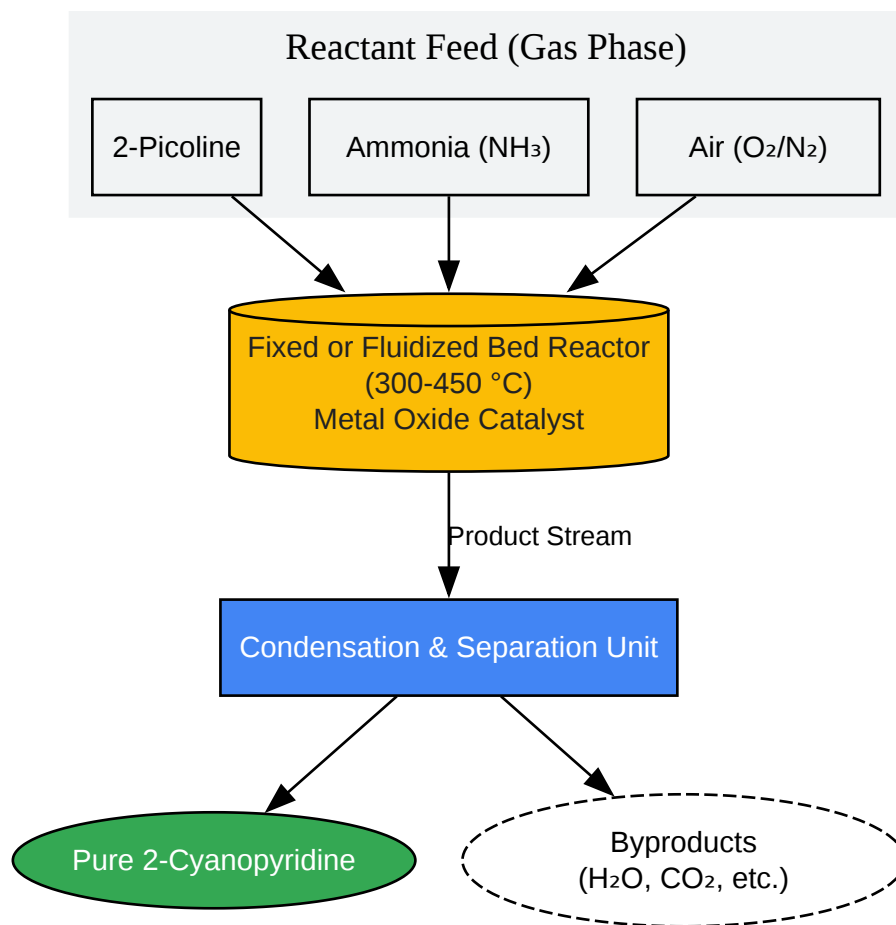 Reactant Feed (Gas Phase)
2-Picoline
Ammonia (NH₃)
Air (O₂/N₂)
Fixed or Fluidized Bed Reactor
(300-450 °C)
Metal Oxide Catalyst
Product Stream
Condensation & Separation Unit
Pure 2-Cyanopyridine
Byproducts
(H₂O, CO₂, etc.)